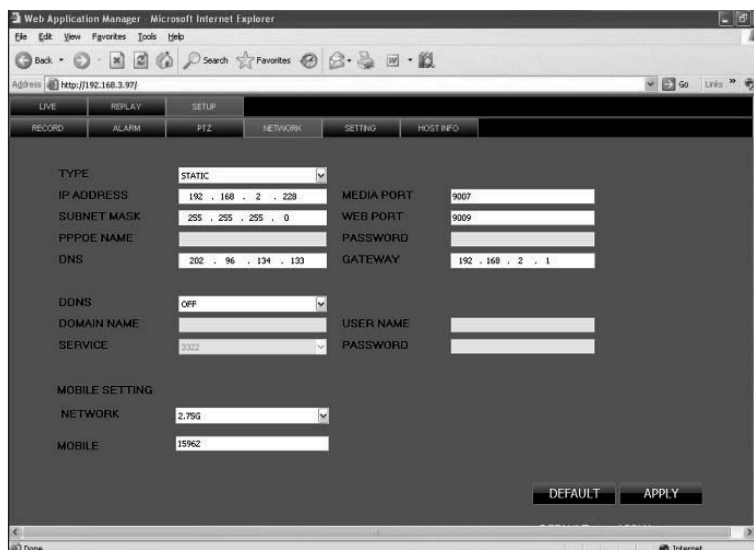 Web Application Manager - Microsoft Internet Explorer
File Edit View Favorites Tools Help
Back Search Favorites
Address http://192.168.3.97/ Go Links »
LIVE REPLAY SETUP
RECORD ALARM PTZ NETWORK SETTING HOST INFO
TYPE STATIC
IP ADDRESS 192 . 168 . 2 . 228 MEDIA PORT 9007
SUBNET MASK 255 . 255 . 255 . 0 WEB PORT 9009
PPPOE NAME PASSWORD
DNS 202 . 96 . 134 . 133 GATEWAY 192 . 168 . 2 . 1
DDNS OFF
DOMAIN NAME USER NAME
SERVICE 3322 PASSWORD
MOBILE SETTING
NETWORK 2.75G
MOBILE 15962
DEFAULT APPLY
Done Internet